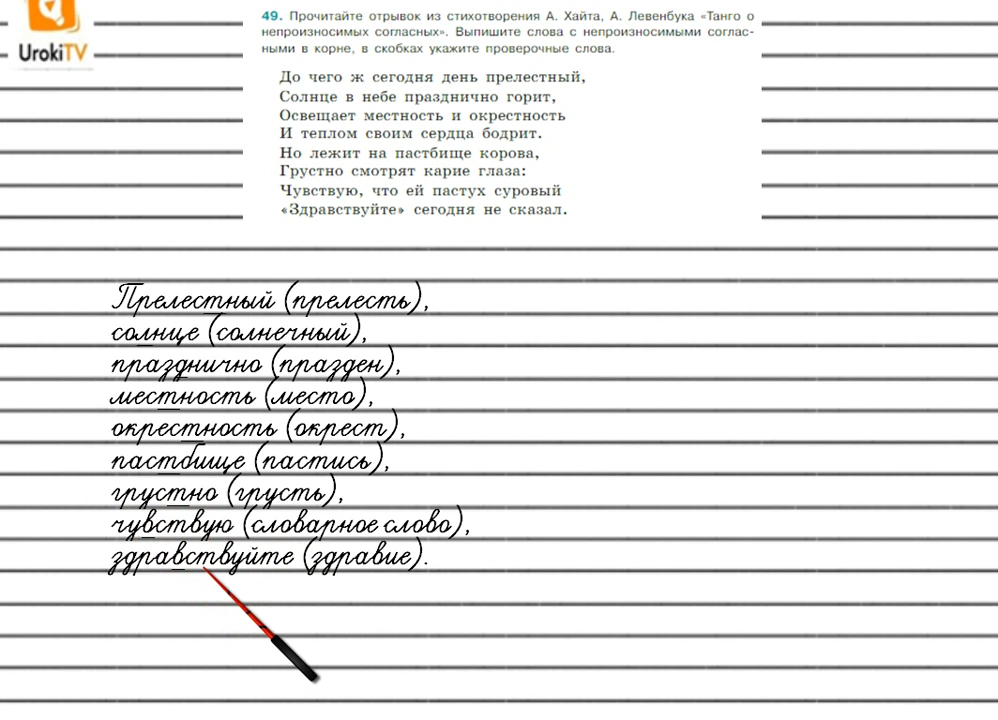 UrokiTV
49. Прочитайте отрывок из стихотворения А. Хайта, А. Левенбука «Танго о
непроизносимых согласных». Выпишите слова с непроизносимыми соглас-
ными в корне, в скобках укажите проверочные слова.
До чего ж сегодня день прелестный,
Солнце в небе празднично горит,
Освещает местность и окрестность
И теплом своим сердца бодрит.
Но лежит на пастбище корова,
Грустно смотрят карие глаза:
Чувствую, что ей пастух суровый
«Здравствуйте» сегодня не сказал.
Прелестный (прелесть),
солнце (солнечный),
празднично (празден),
местность (место),
окрестность (окрест),
пастбище (пастись),
грустно (грусть),
чувствую (словарное слово),
здравствуйте (здравие).